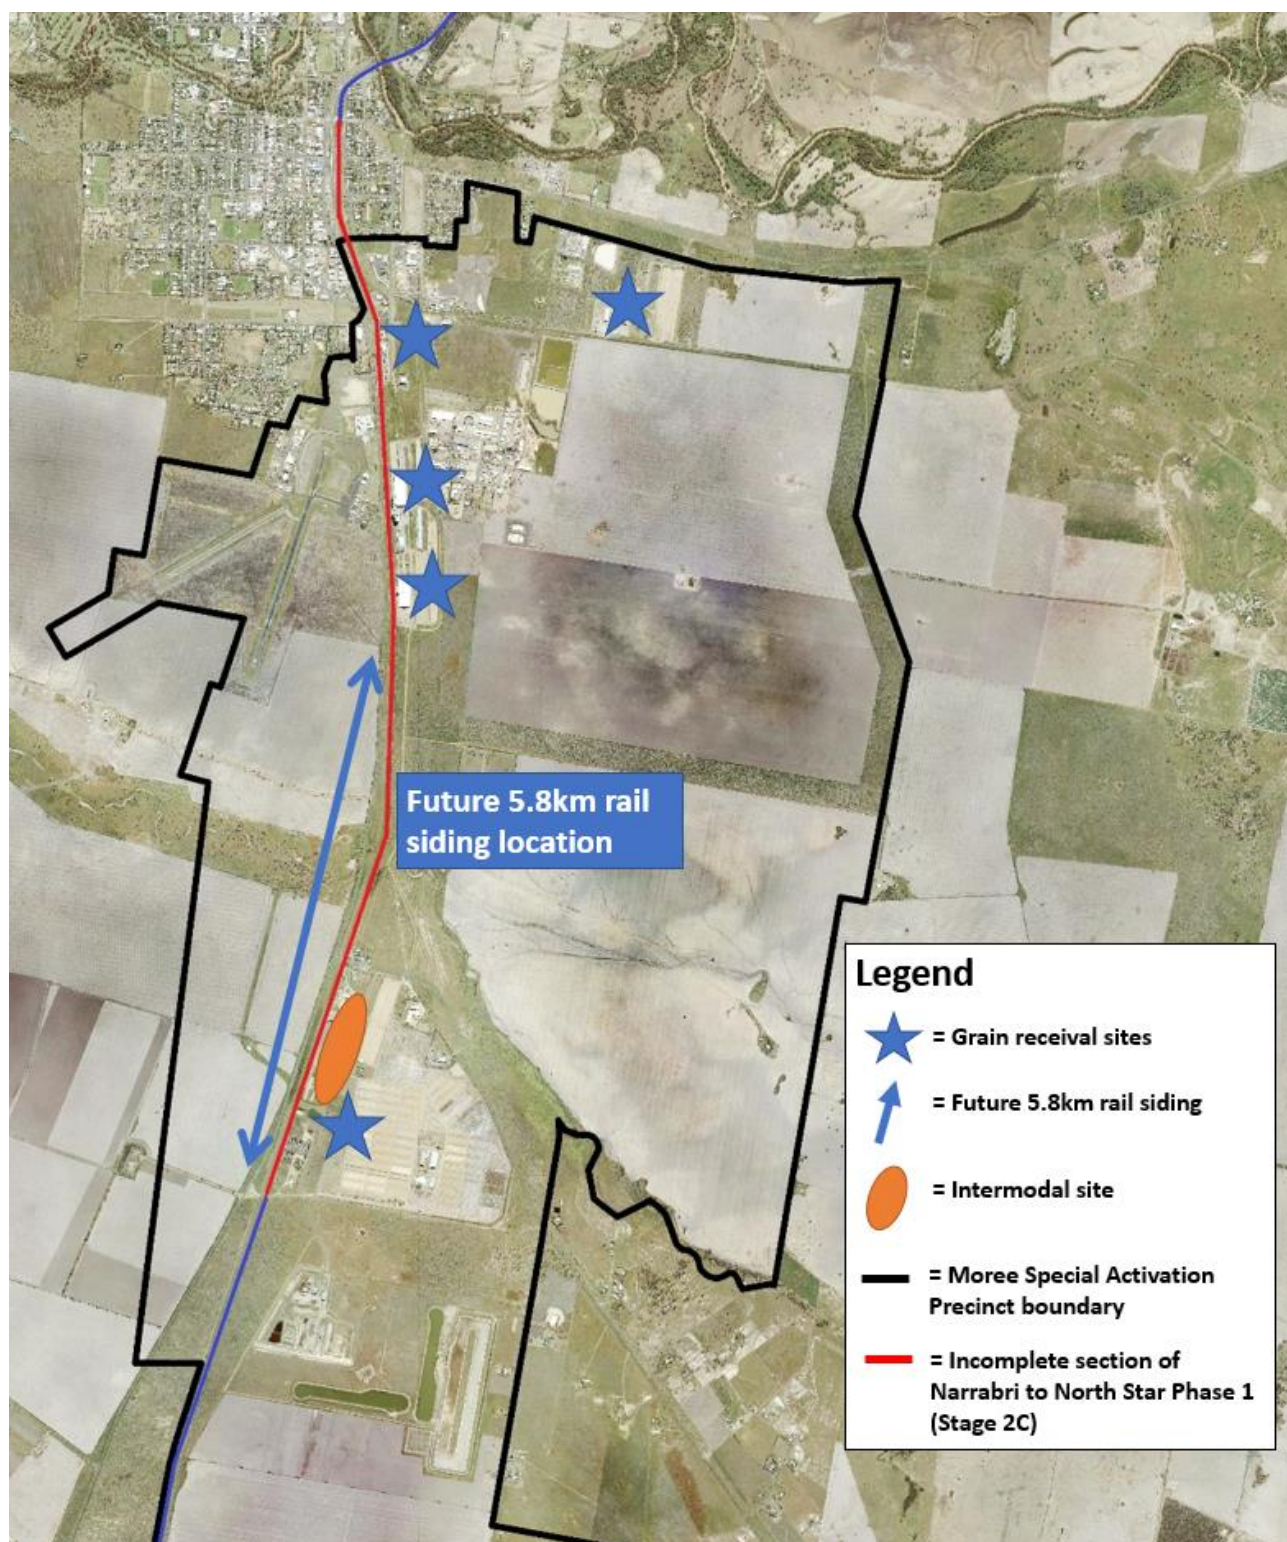 Future 5.8km rail
siding location
Legend
= Grain receival sites
= Future 5.8km rail siding
= Intermodal site
= Moree Special Activation
Precinct boundary
= Incomplete section of
Narrabri to North Star Phase 1
(Stage 2C)